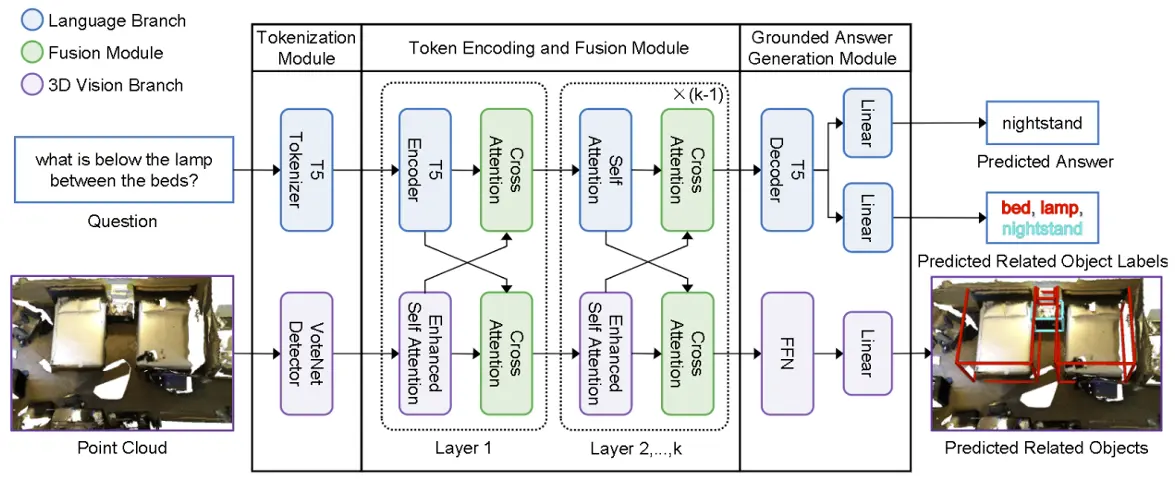 Language Branch
Fusion Module
3D Vision Branch
Tokenization
Module
Token Encoding and Fusion Module
Grounded Answer
Generation Module
what is below the lamp
between the beds?
Question
T5
Tokenizer
T5
Encoder
Cross
Attention
Self
Attention
Cross
Attention
×(k-1)
T5
Decoder
Linear
Linear
nightstand
Predicted Answer
bed, lamp,
nightstand
Predicted Related Object Labels
Point Cloud
VoteNet
Detector
Enhanced
Self Attention
Cross
Attention
Enhanced
Self Attention
Cross
Attention
FFN
Linear
Layer 1
Layer 2,...,k
Predicted Related Objects